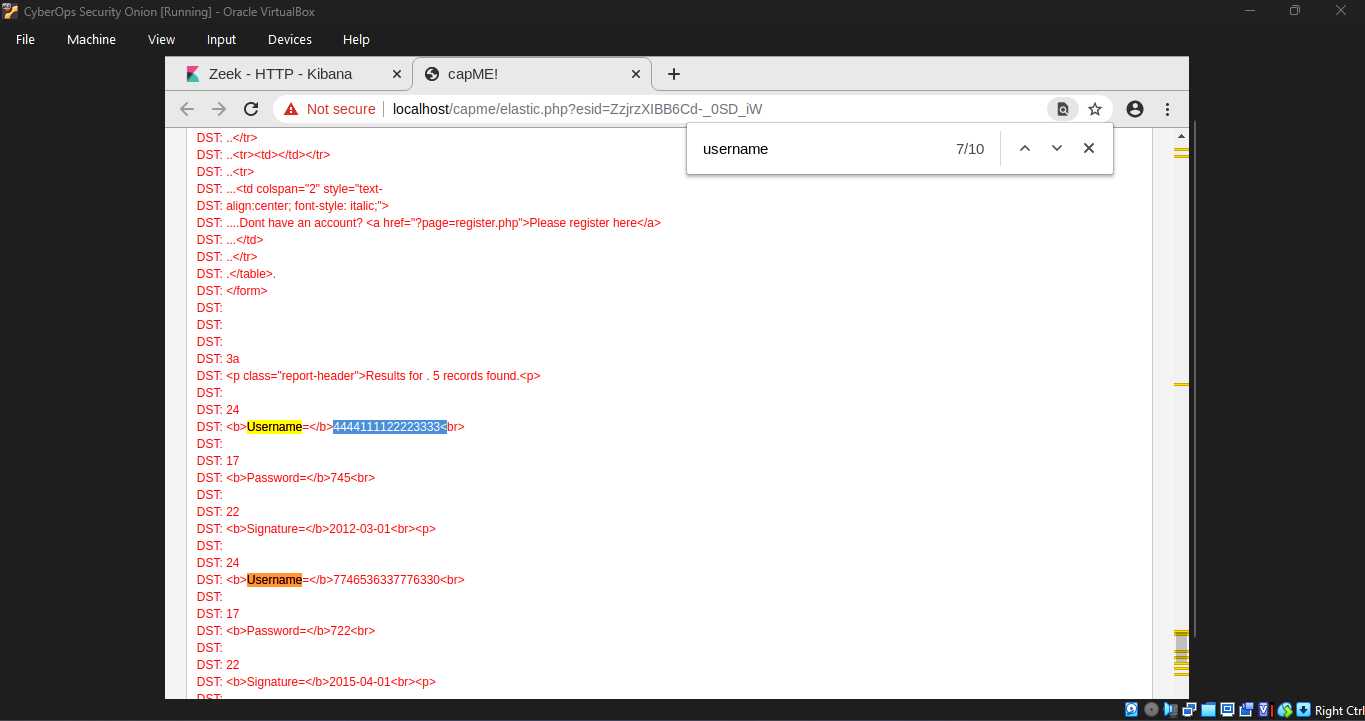 CyberOps Security Onion [Running] - Oracle VirtualBox
File Machine View Input Devices Help
Zeek - HTTP - Kibana
capME!
Not secure
localhost/capme/elastic.php?esid=ZzjrzXIBB6Cd-_0SD_iW
username 7/10
DST: ..</tr>
DST: ..<tr><td></td></tr>
DST: ..<tr>
DST: ...<td colspan="2" style="text-
DST: align:center; font-style: italic;">
DST: ....Dont have an account? <a href="?page=register.php">Please register here</a>
DST: ...</td>
DST: ..</tr>
DST: .</table>.
DST: </form>
DST:
DST:
DST:
DST: 3a
DST: <p class="report-header">Results for . 5 records found.<p>
DST:
DST: 24
DST: <b>Username=</b>4444111122223333<br>
DST:
DST: 17
DST: <b>Password=</b>745<br>
DST:
DST: 22
DST: <b>Signature=</b>2012-03-01<br><p>
DST:
DST: 24
DST: <b>Username=</b>7746536337776330<br>
DST:
DST: 17
DST: <b>Password=</b>722<br>
DST:
DST: 22
DST: <b>Signature=</b>2015-04-01<br><p>
DST:
Right Ctrl